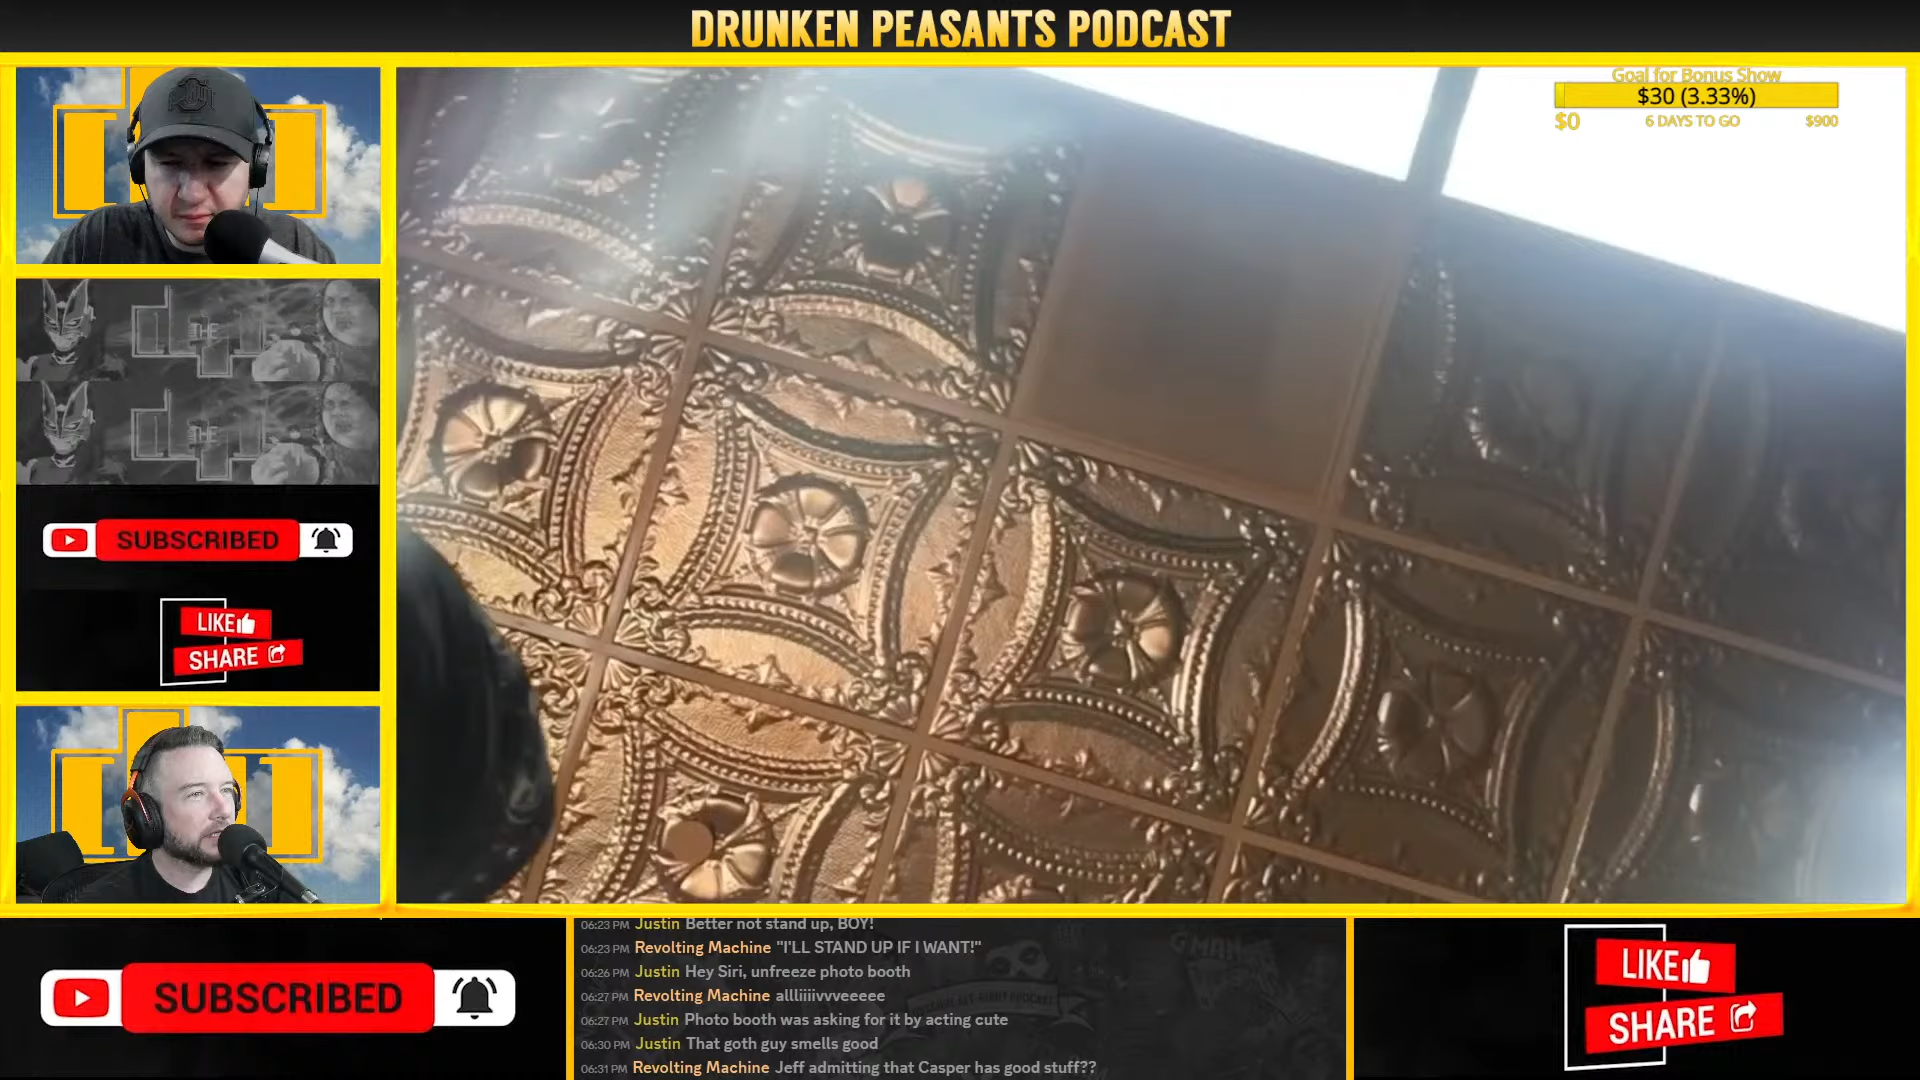 DRUNKEN PEASANTS PODCAST
Goal for Bonus Show
$30 (3.33%)
$0 6 DAYS TO GO $900
THE
THE
SUBSCRIBED
LIKE
SHARE
06:23 PM Justin Better not stand up, BOY!
06:23 PM Revolting Machine "I'LL STAND UP IF I WANT!"
06:26 PM Justin Hey Siri, unfreeze photo booth
06:27 PM Revolting Machine allliiiivvveeeee
06:27 PM Justin Photo booth was asking for it by acting cute
06:30 PM Justin That goth guy smells good
06:31 PM Revolting Machine Jeff admitting that Casper has good stuff??
SUBSCRIBED
LIKE
SHARE